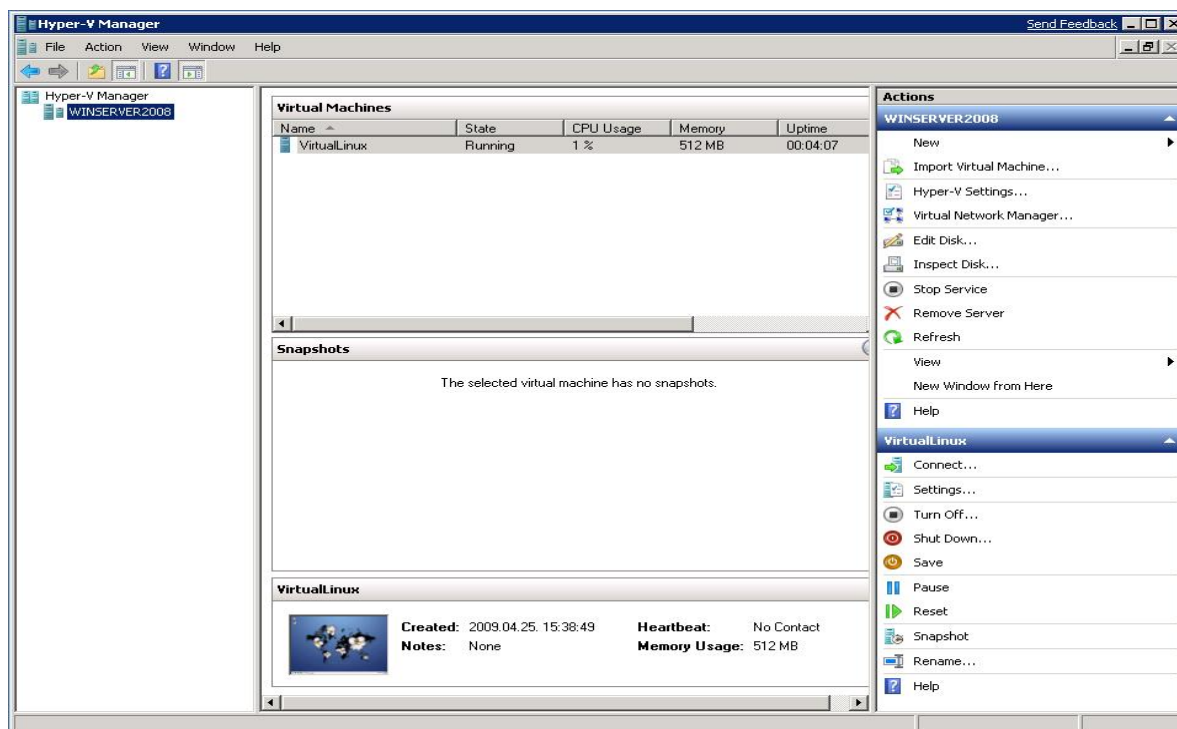 Hyper-V Manager
Send Feedback
File Action View Window Help
Hyper-V Manager
WINSERVER2008
Virtual Machines
Name State CPU Usage Memory Uptime
VirtualLinux Running 1 % 512 MB 00:04:07
Snapshots
The selected virtual machine has no snapshots.
VirtualLinux
Created: 2009.04.25. 15:38:49 Heartbeat: No Contact
Notes: None Memory Usage: 512 MB
Actions
WINSERVER2008
New
Import Virtual Machine...
Hyper-V Settings...
Virtual Network Manager...
Edit Disk...
Inspect Disk...
Stop Service
Remove Server
Refresh
View
New Window from Here
Help
VirtualLinux
Connect...
Settings...
Turn Off...
Shut Down...
Save
Pause
Reset
Snapshot
Rename...
Help